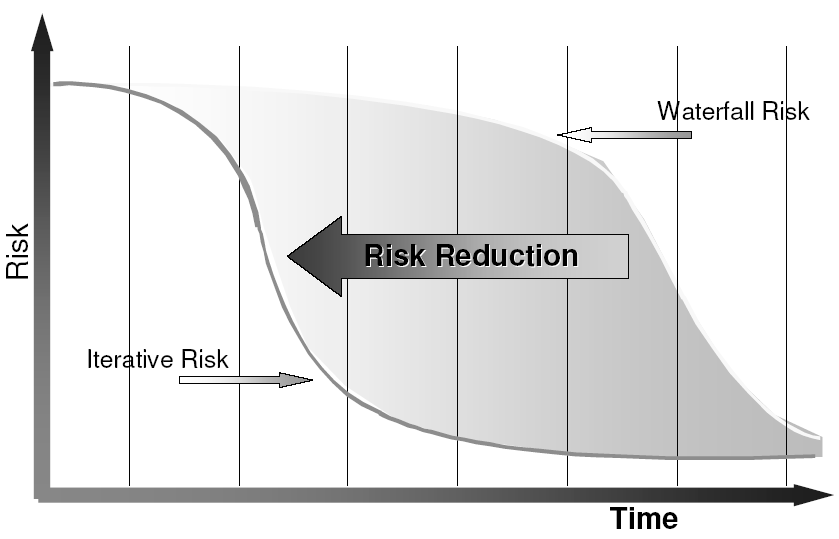 Waterfall Risk
Risk Reduction
Risk
Iterative Risk
Time